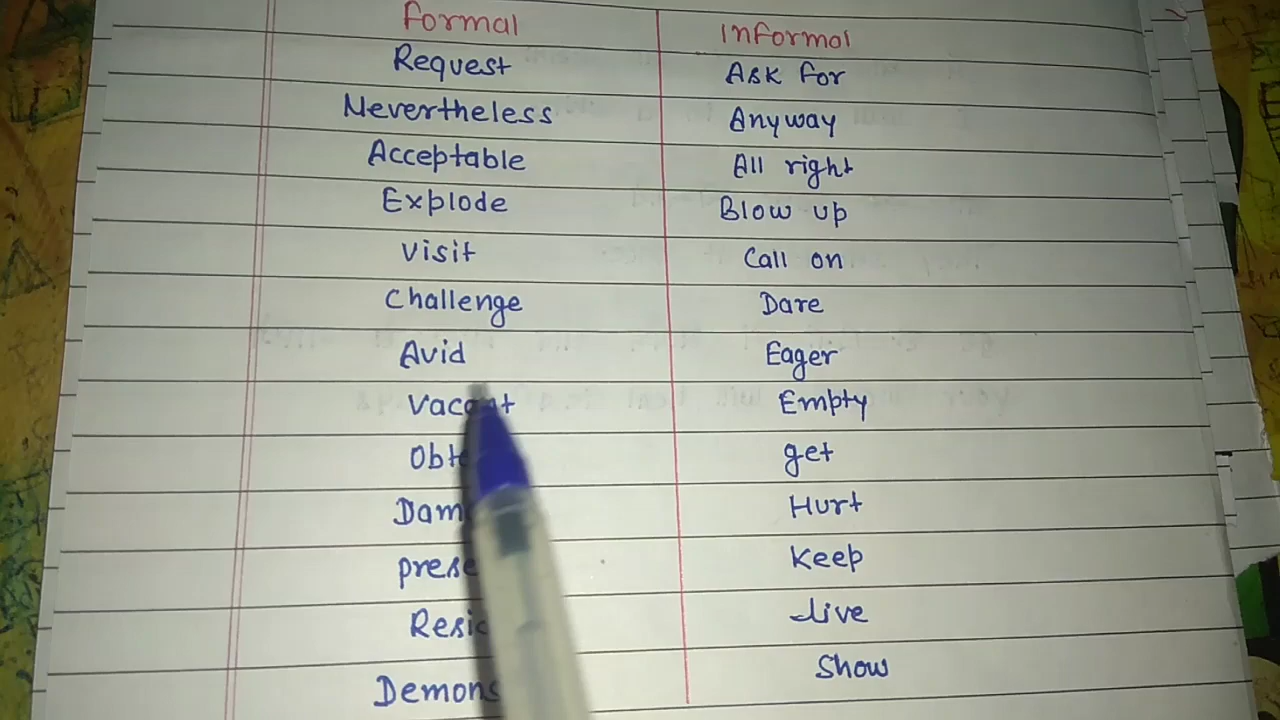 Formal Informal
Request Ask for
Nevertheless Anyway
Acceptable All right
Explode Blow up
Visit Call on
Challenge Dare
Avid Eager
Vacant Empty
get
Hurt
Keep
Live
Show